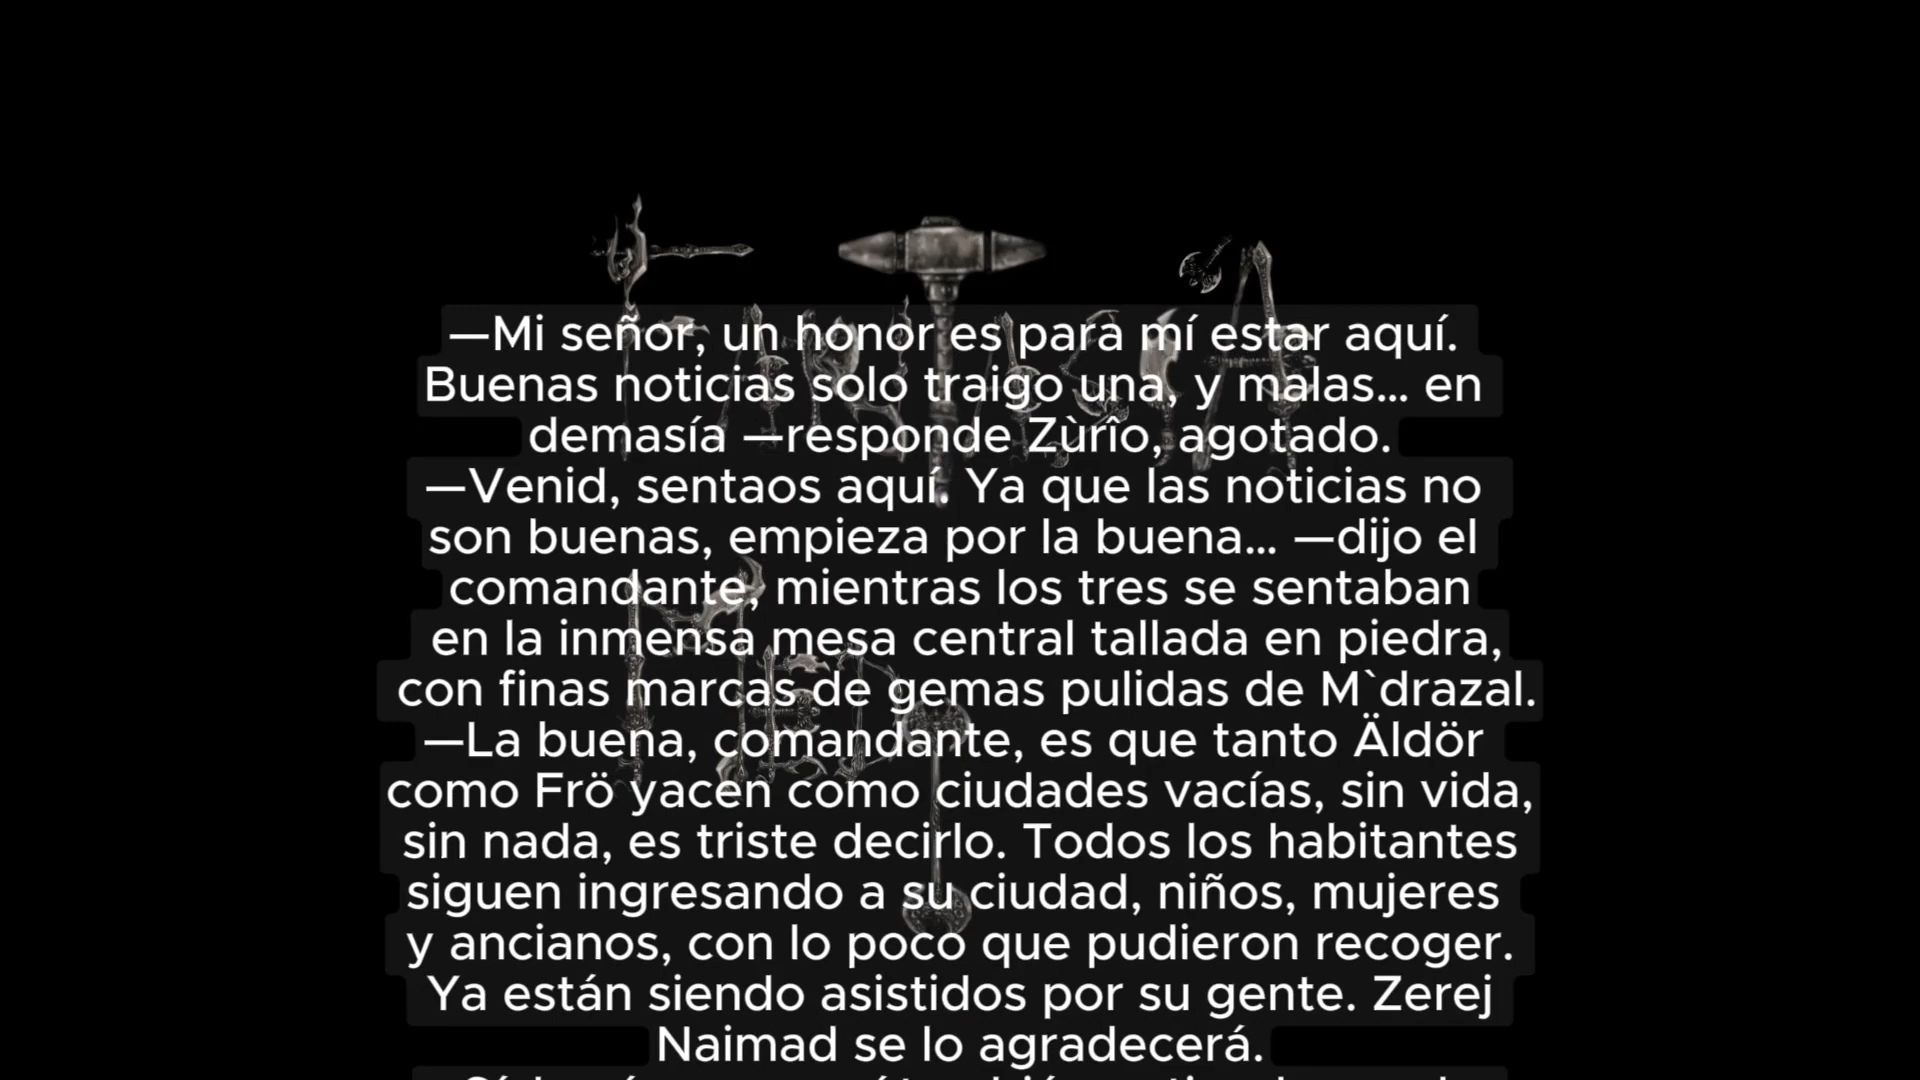 —Mi señor, un honor es para mí estar aquí.
Buenas noticias solo traigo una, y malas... en
demasía —responde Zùrîo, agotado.
—Venid, sentaos aquí. Ya que las noticias no
son buenas, empieza por la buena... —dijo el
comandante, mientras los tres se sentaban
en la inmensa mesa central tallada en piedra,
con finas marcas de gemas pulidas de M`drazal.
—La buena, comandante, es que tanto Äldör
como Frö yacen como ciudades vacías, sin vida,
sin nada, es triste decirlo. Todos los habitantes
siguen ingresando a su ciudad, niños, mujeres
y ancianos, con lo poco que pudieron recoger.
Ya están siendo asistidos por su gente. Zerej
Naimad se lo agradecerá.